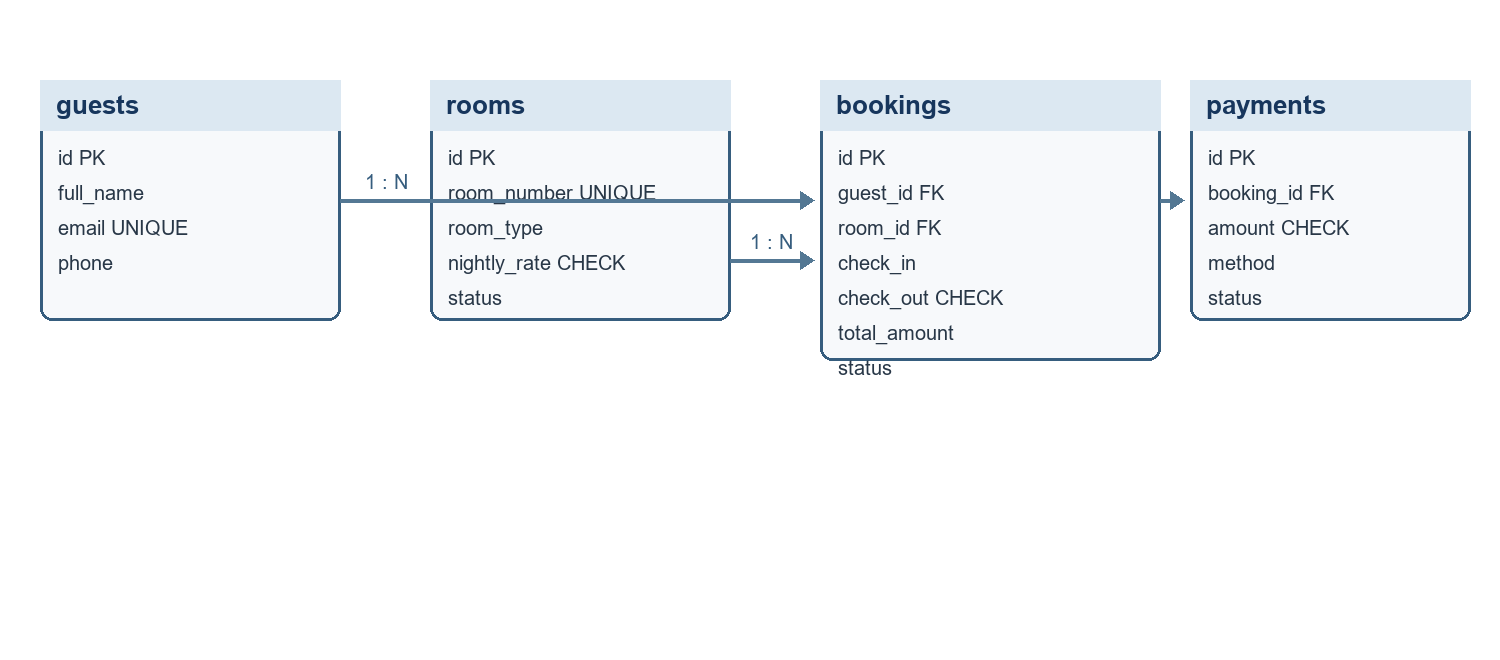 guests
id PK
full_name
email UNIQUE
phone
1 : N
rooms
id PK
room_number UNIQUE
room_type
nightly_rate CHECK
status
1 : N
bookings
id PK
guest_id FK
room_id FK
check_in
check_out CHECK
total_amount
status
payments
id PK
booking_id FK
amount CHECK
method
status